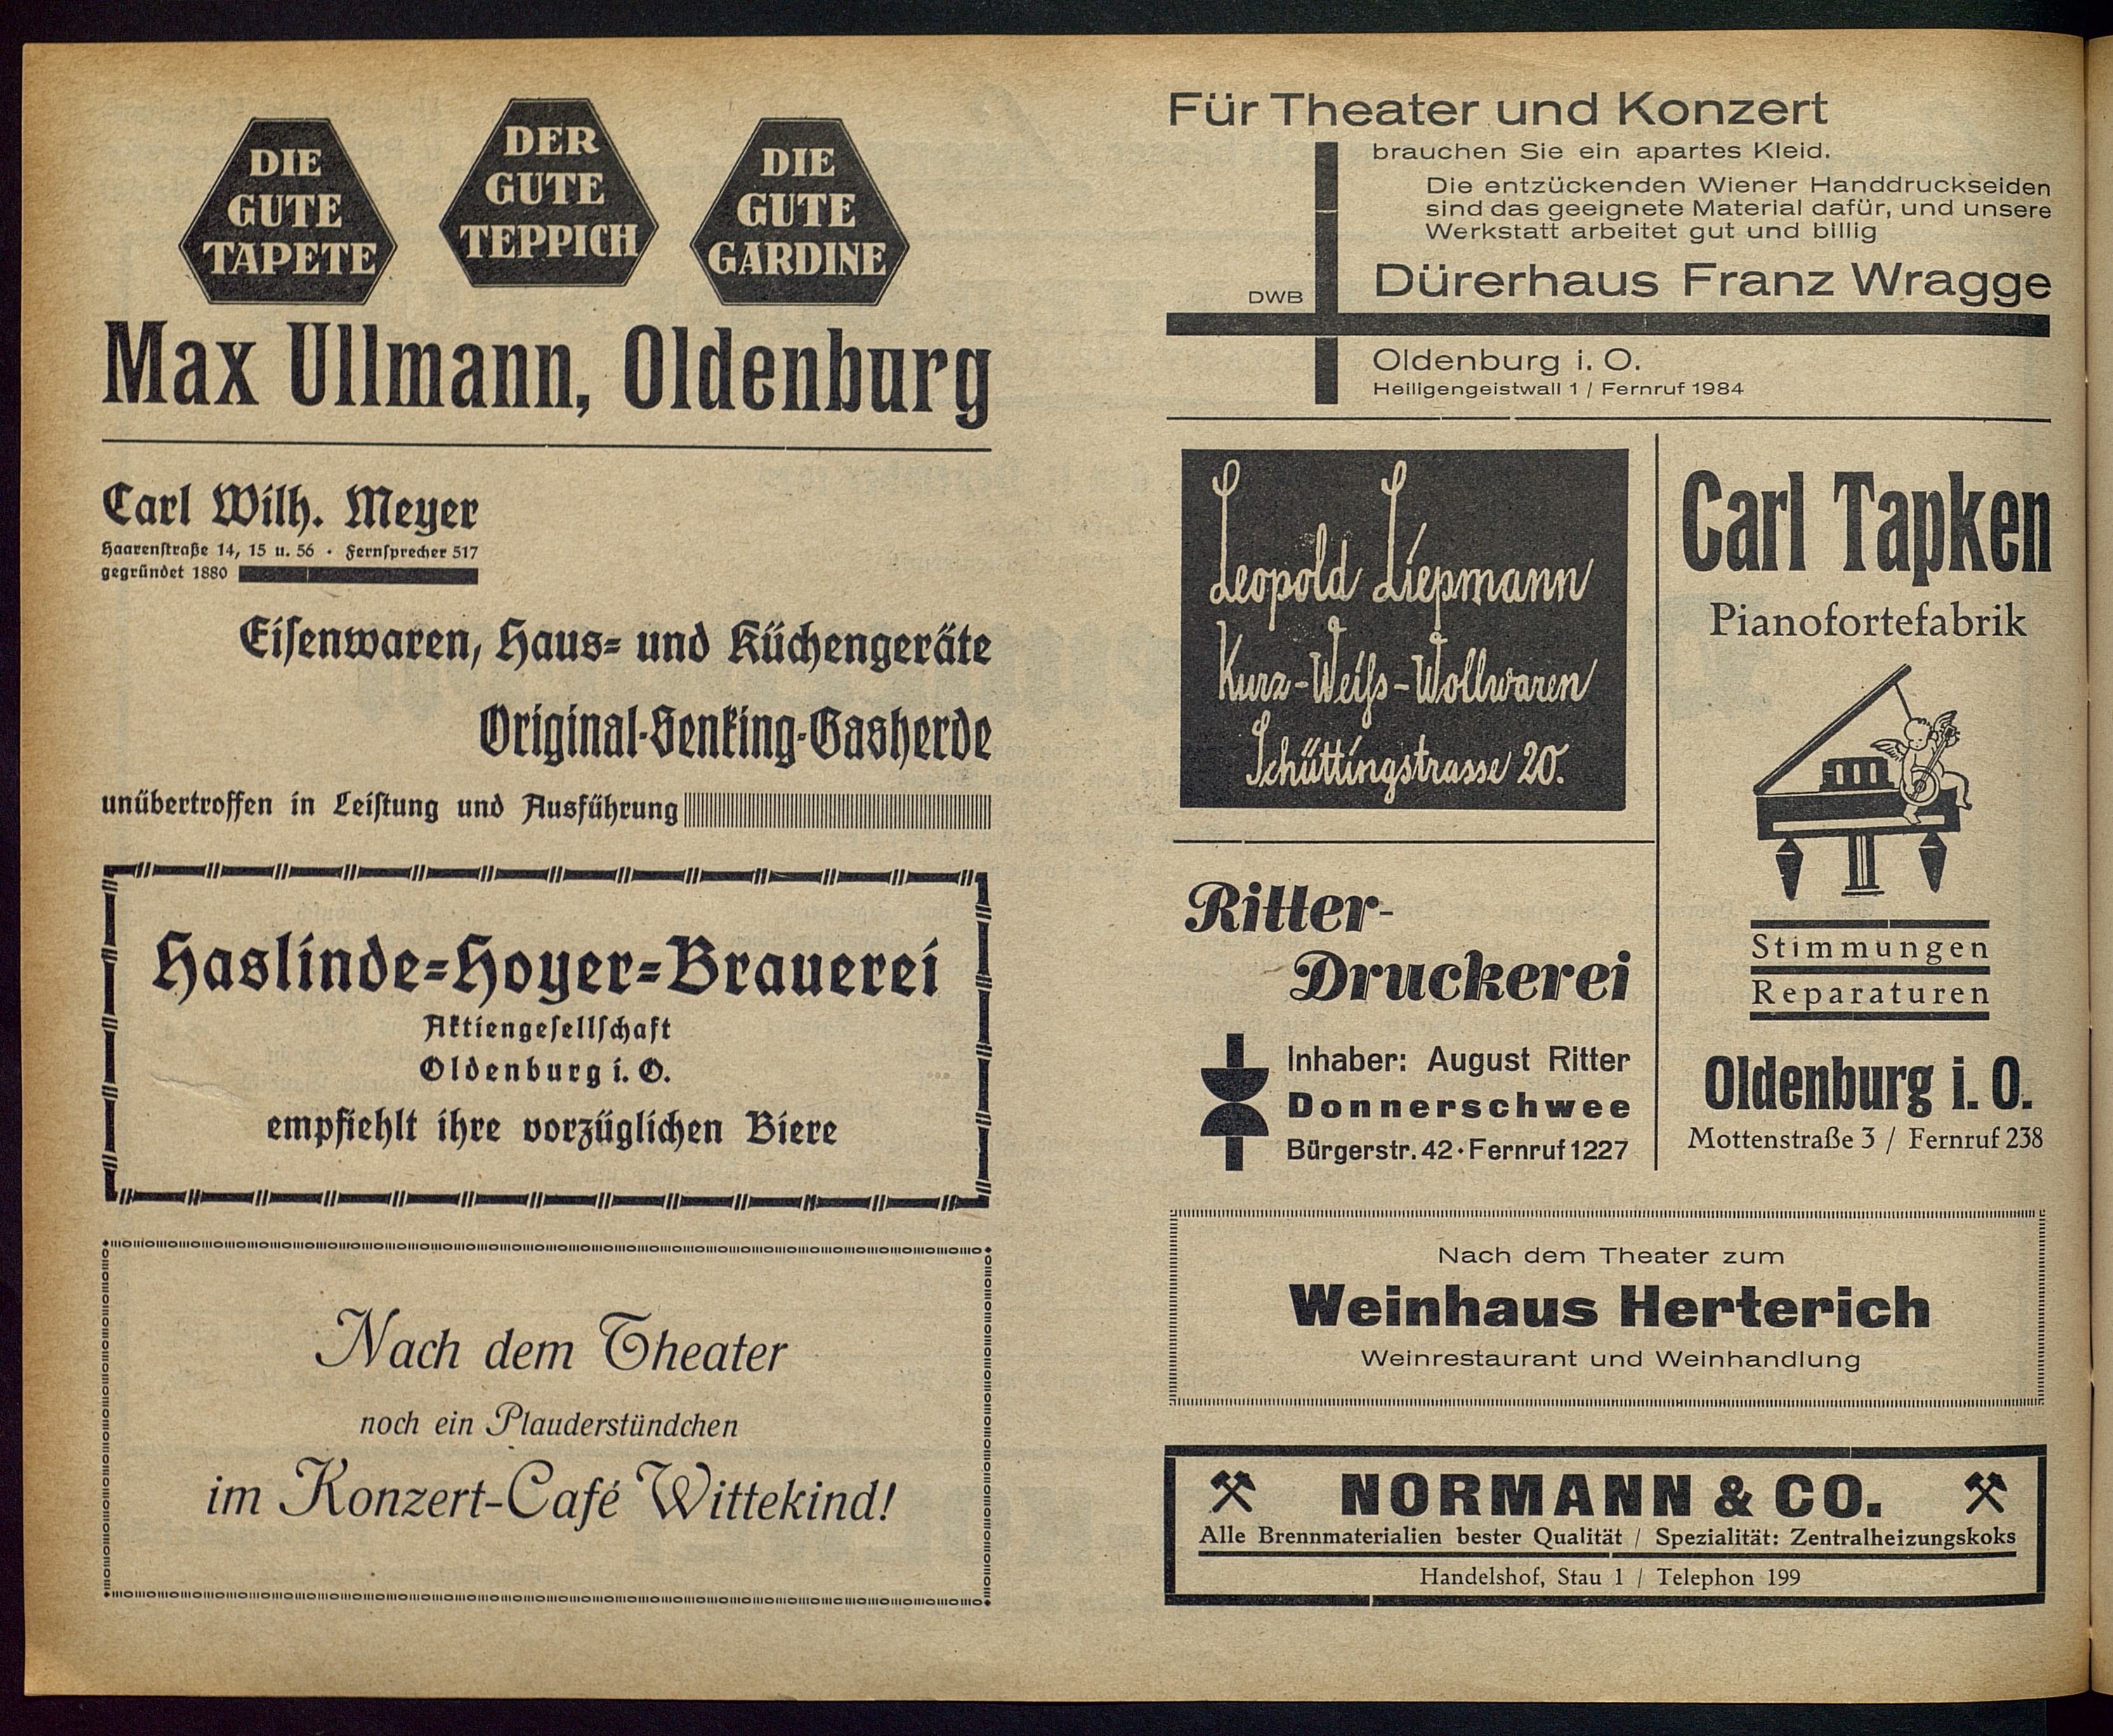 DIE
GUTE
TAPETE
DER
GUTE
TEPPICH
DIE
GUTE
GARDINE
Max Ullmann, Oldenburg
Carl Wilh. Meyer
Haarenſtraße 14, 15 u. 56 · Fernſprecher 517
gegründet 1880
Eiſenwaren, Haus- und Küchengeräte
Original-Senking-Gasherde
unübertroffen in Leiſtung und Ausführung
Haslinde-Hoyer-Brauerei
Aktiengeſellſchaft
Oldenburg i. O.
empfiehlt ihre vorzüglichen Biere
Nach dem Theater
noch ein Plauderstündchen
im Konzert-Café Wittekind!
Für Theater und Konzert
brauchen Sie ein apartes Kleid.
Die entzückenden Wiener Handdruckseiden
sind das geeignete Material dafür, und unsere
Werkstatt arbeitet gut und billig
DWB
Dürerhaus Franz Wragge
Oldenburg i. O.
Heiligengeistwall 1 / Fernruf 1984
Leopold Liepmann
Kurz-Weiſs-Wollwaren
Schüttingstrasse 20.
Ritter-
Druckerei
Inhaber: August Ritter
Donnerschwee
Bürgerstr. 42 · Fernruf 1227
Carl Tapken
Pianofortefabrik
Stimmungen
Reparaturen
Oldenburg i. O.
Mottenstraße 3 / Fernruf 238
Nach dem Theater zum
Weinhaus Herterich
Weinrestaurant und Weinhandlung
NORMANN & CO.
Alle Brennmaterialien bester Qualität / Spezialität: Zentralheizungskoks
Handelshof, Stau 1 / Telephon 199